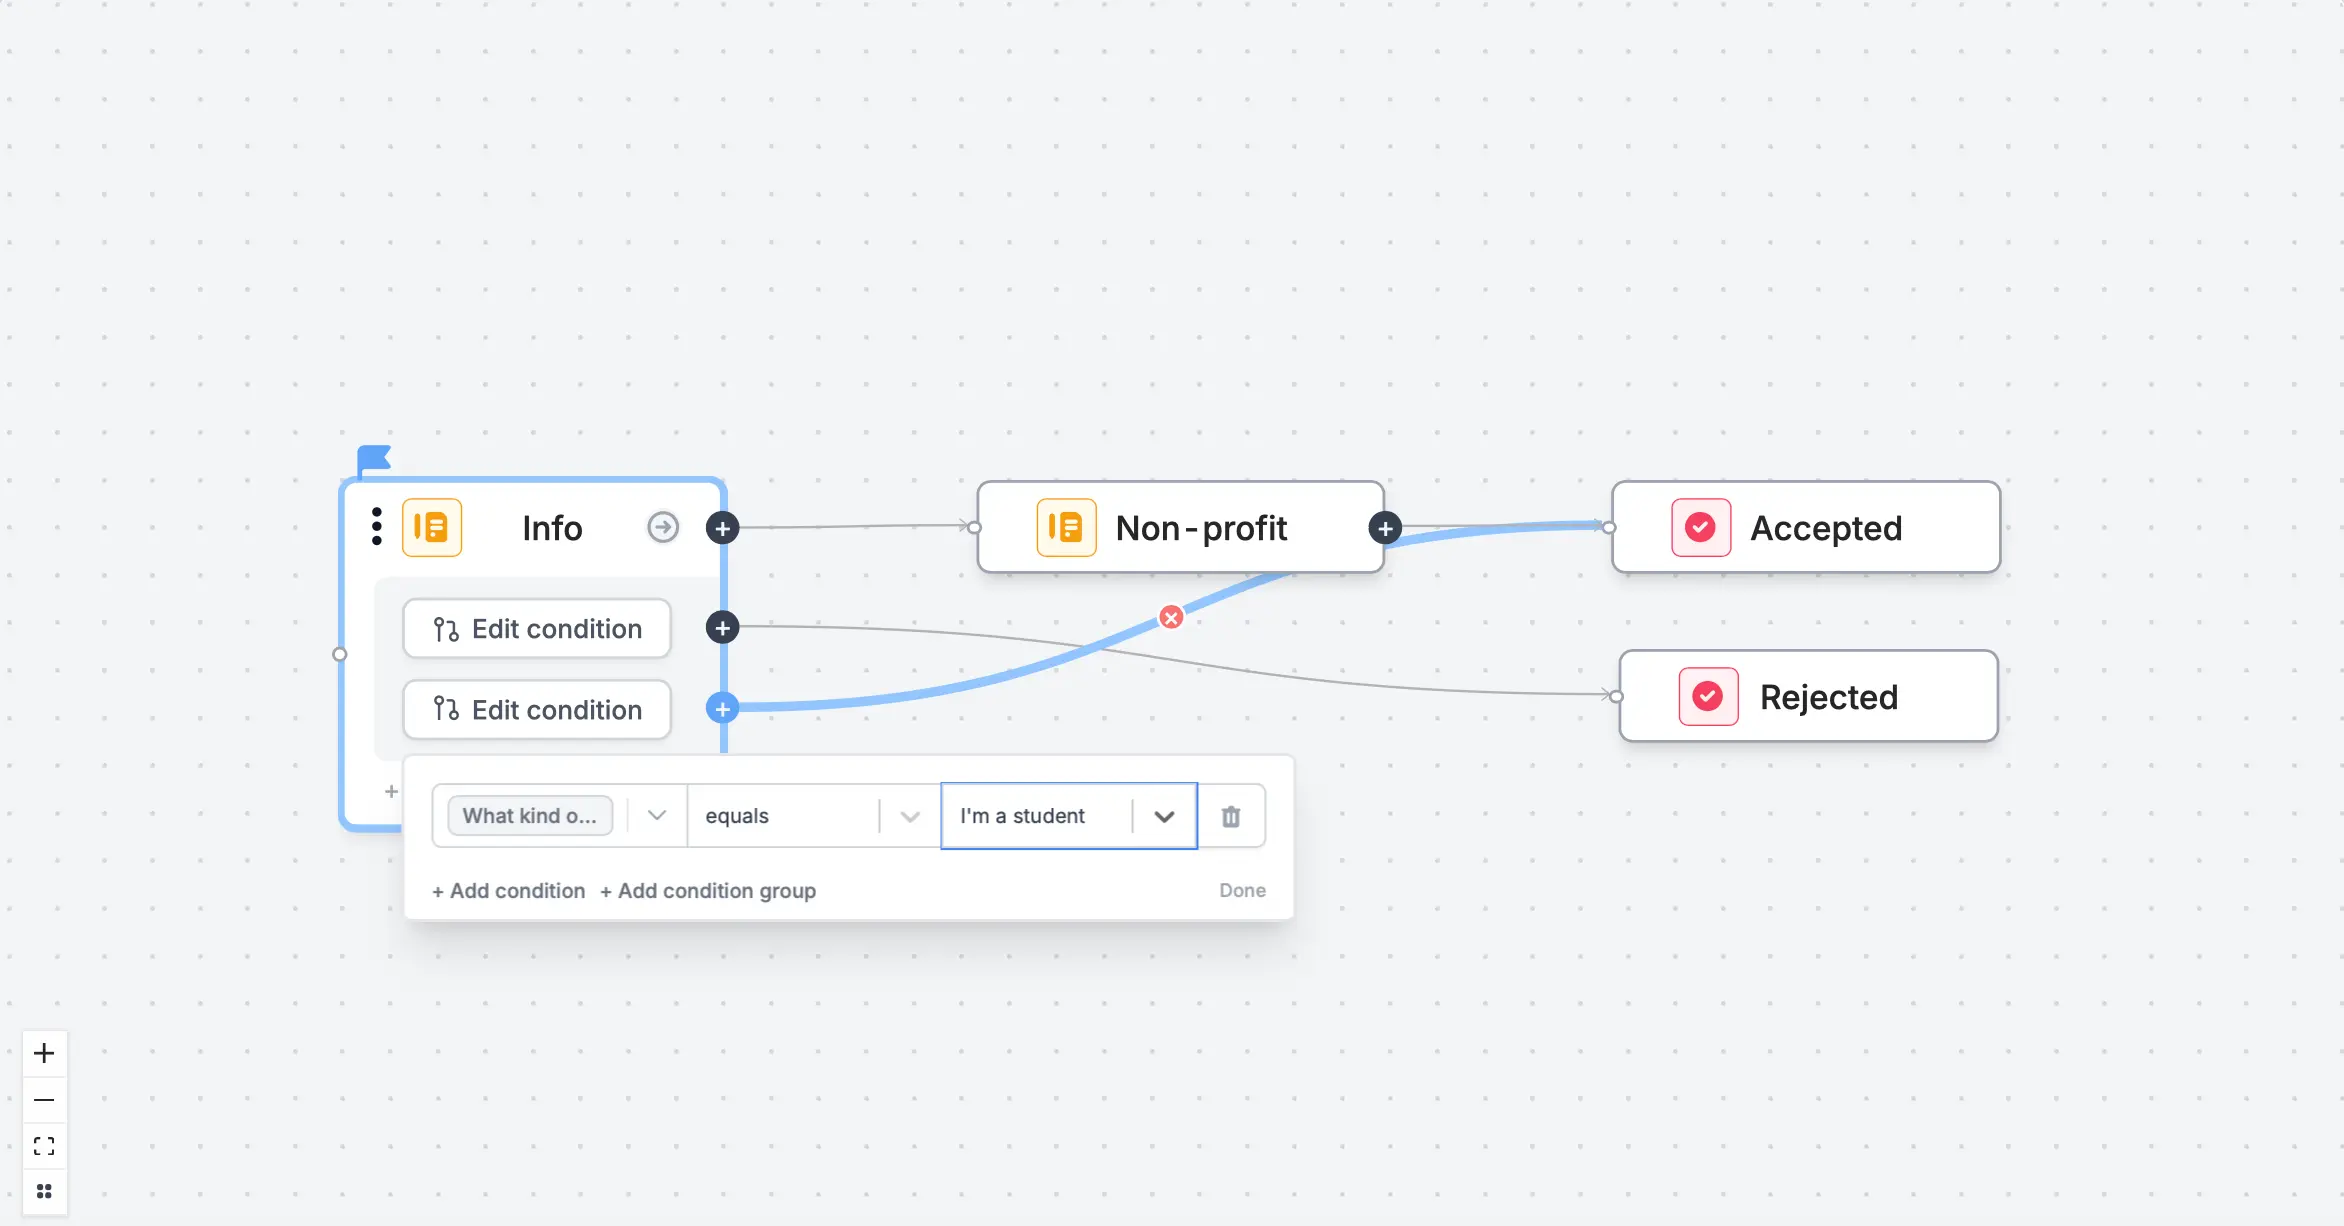 Info
Non-profit
Accepted
Edit condition
Edit condition
Rejected
What kind o... equals I'm a student
+ Add condition + Add condition group Done